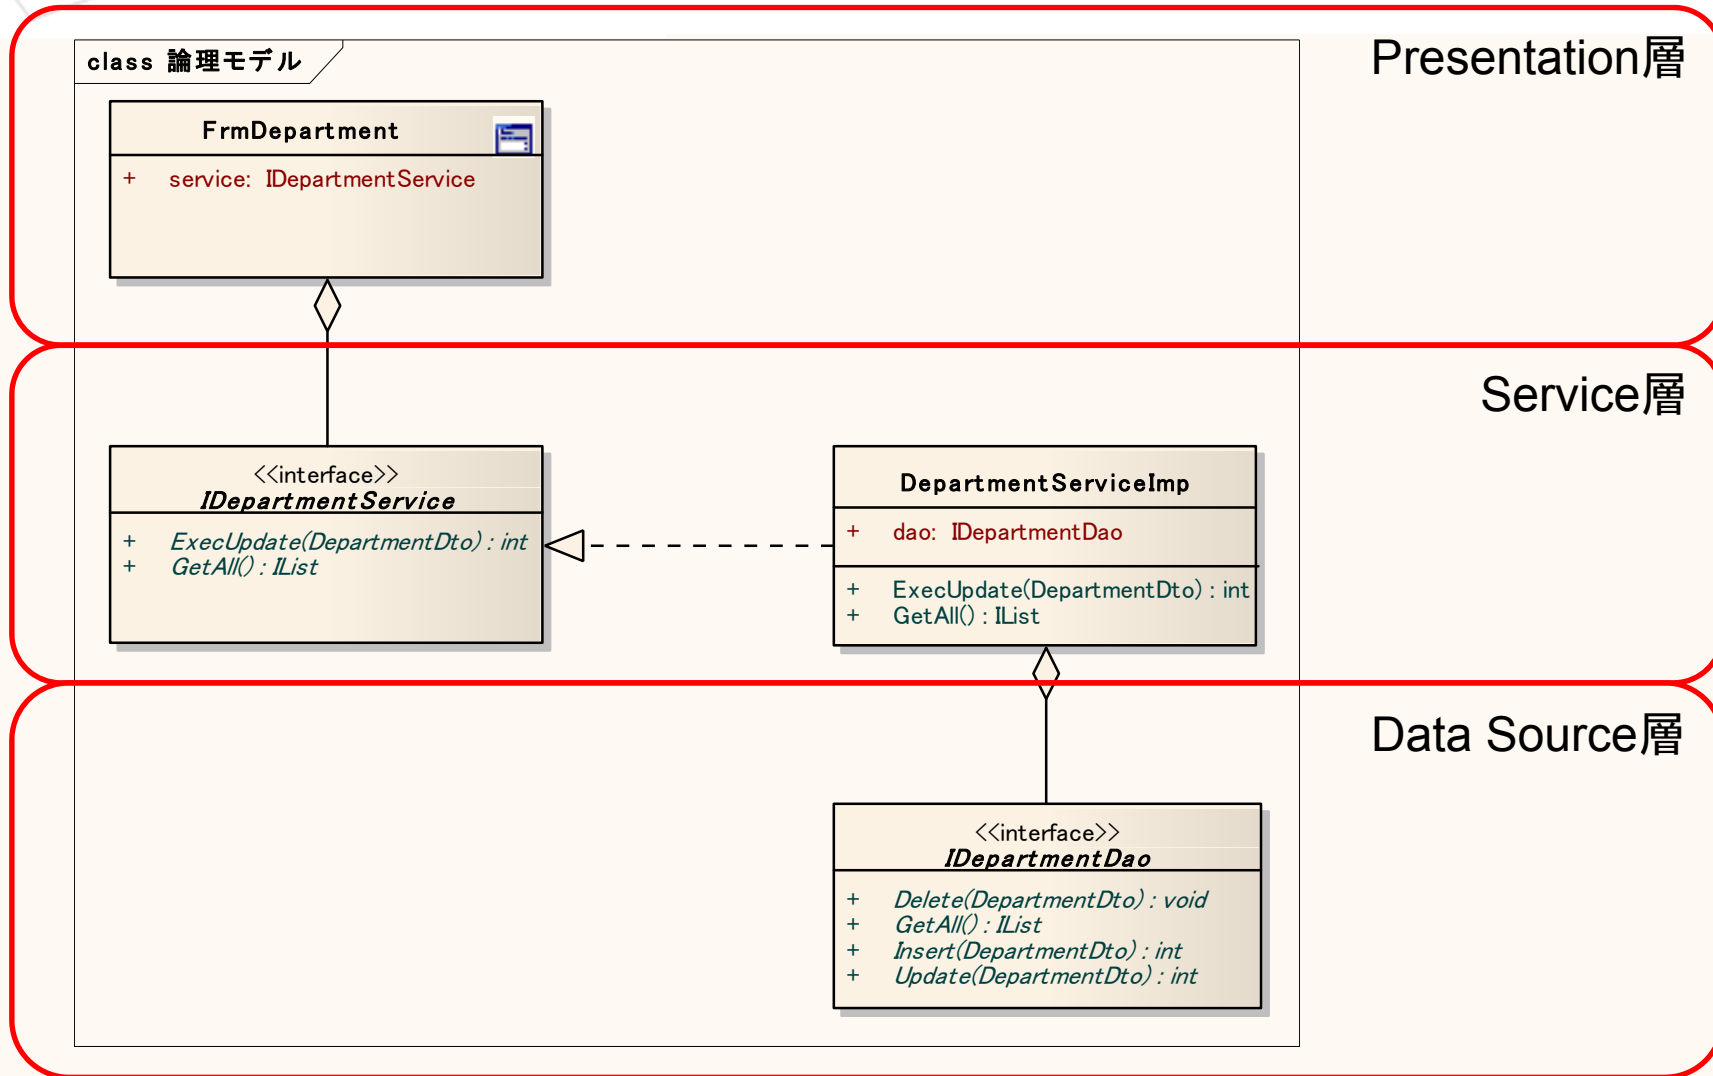 Presentation層
class 論理モデル
FrmDepartment
+ service: IDepartmentService
Service層
<<interface>>
IDepartmentService
+ ExecUpdate(DepartmentDto) : int
+ GetAll() : IList
DepartmentServiceImp
+ dao: IDepartmentDao
+ ExecUpdate(DepartmentDto) : int
+ GetAll() : IList
Data Source層
<<interface>>
IDepartmentDao
+ Delete(DepartmentDto) : void
+ GetAll() : IList
+ Insert(DepartmentDto) : int
+ Update(DepartmentDto) : int